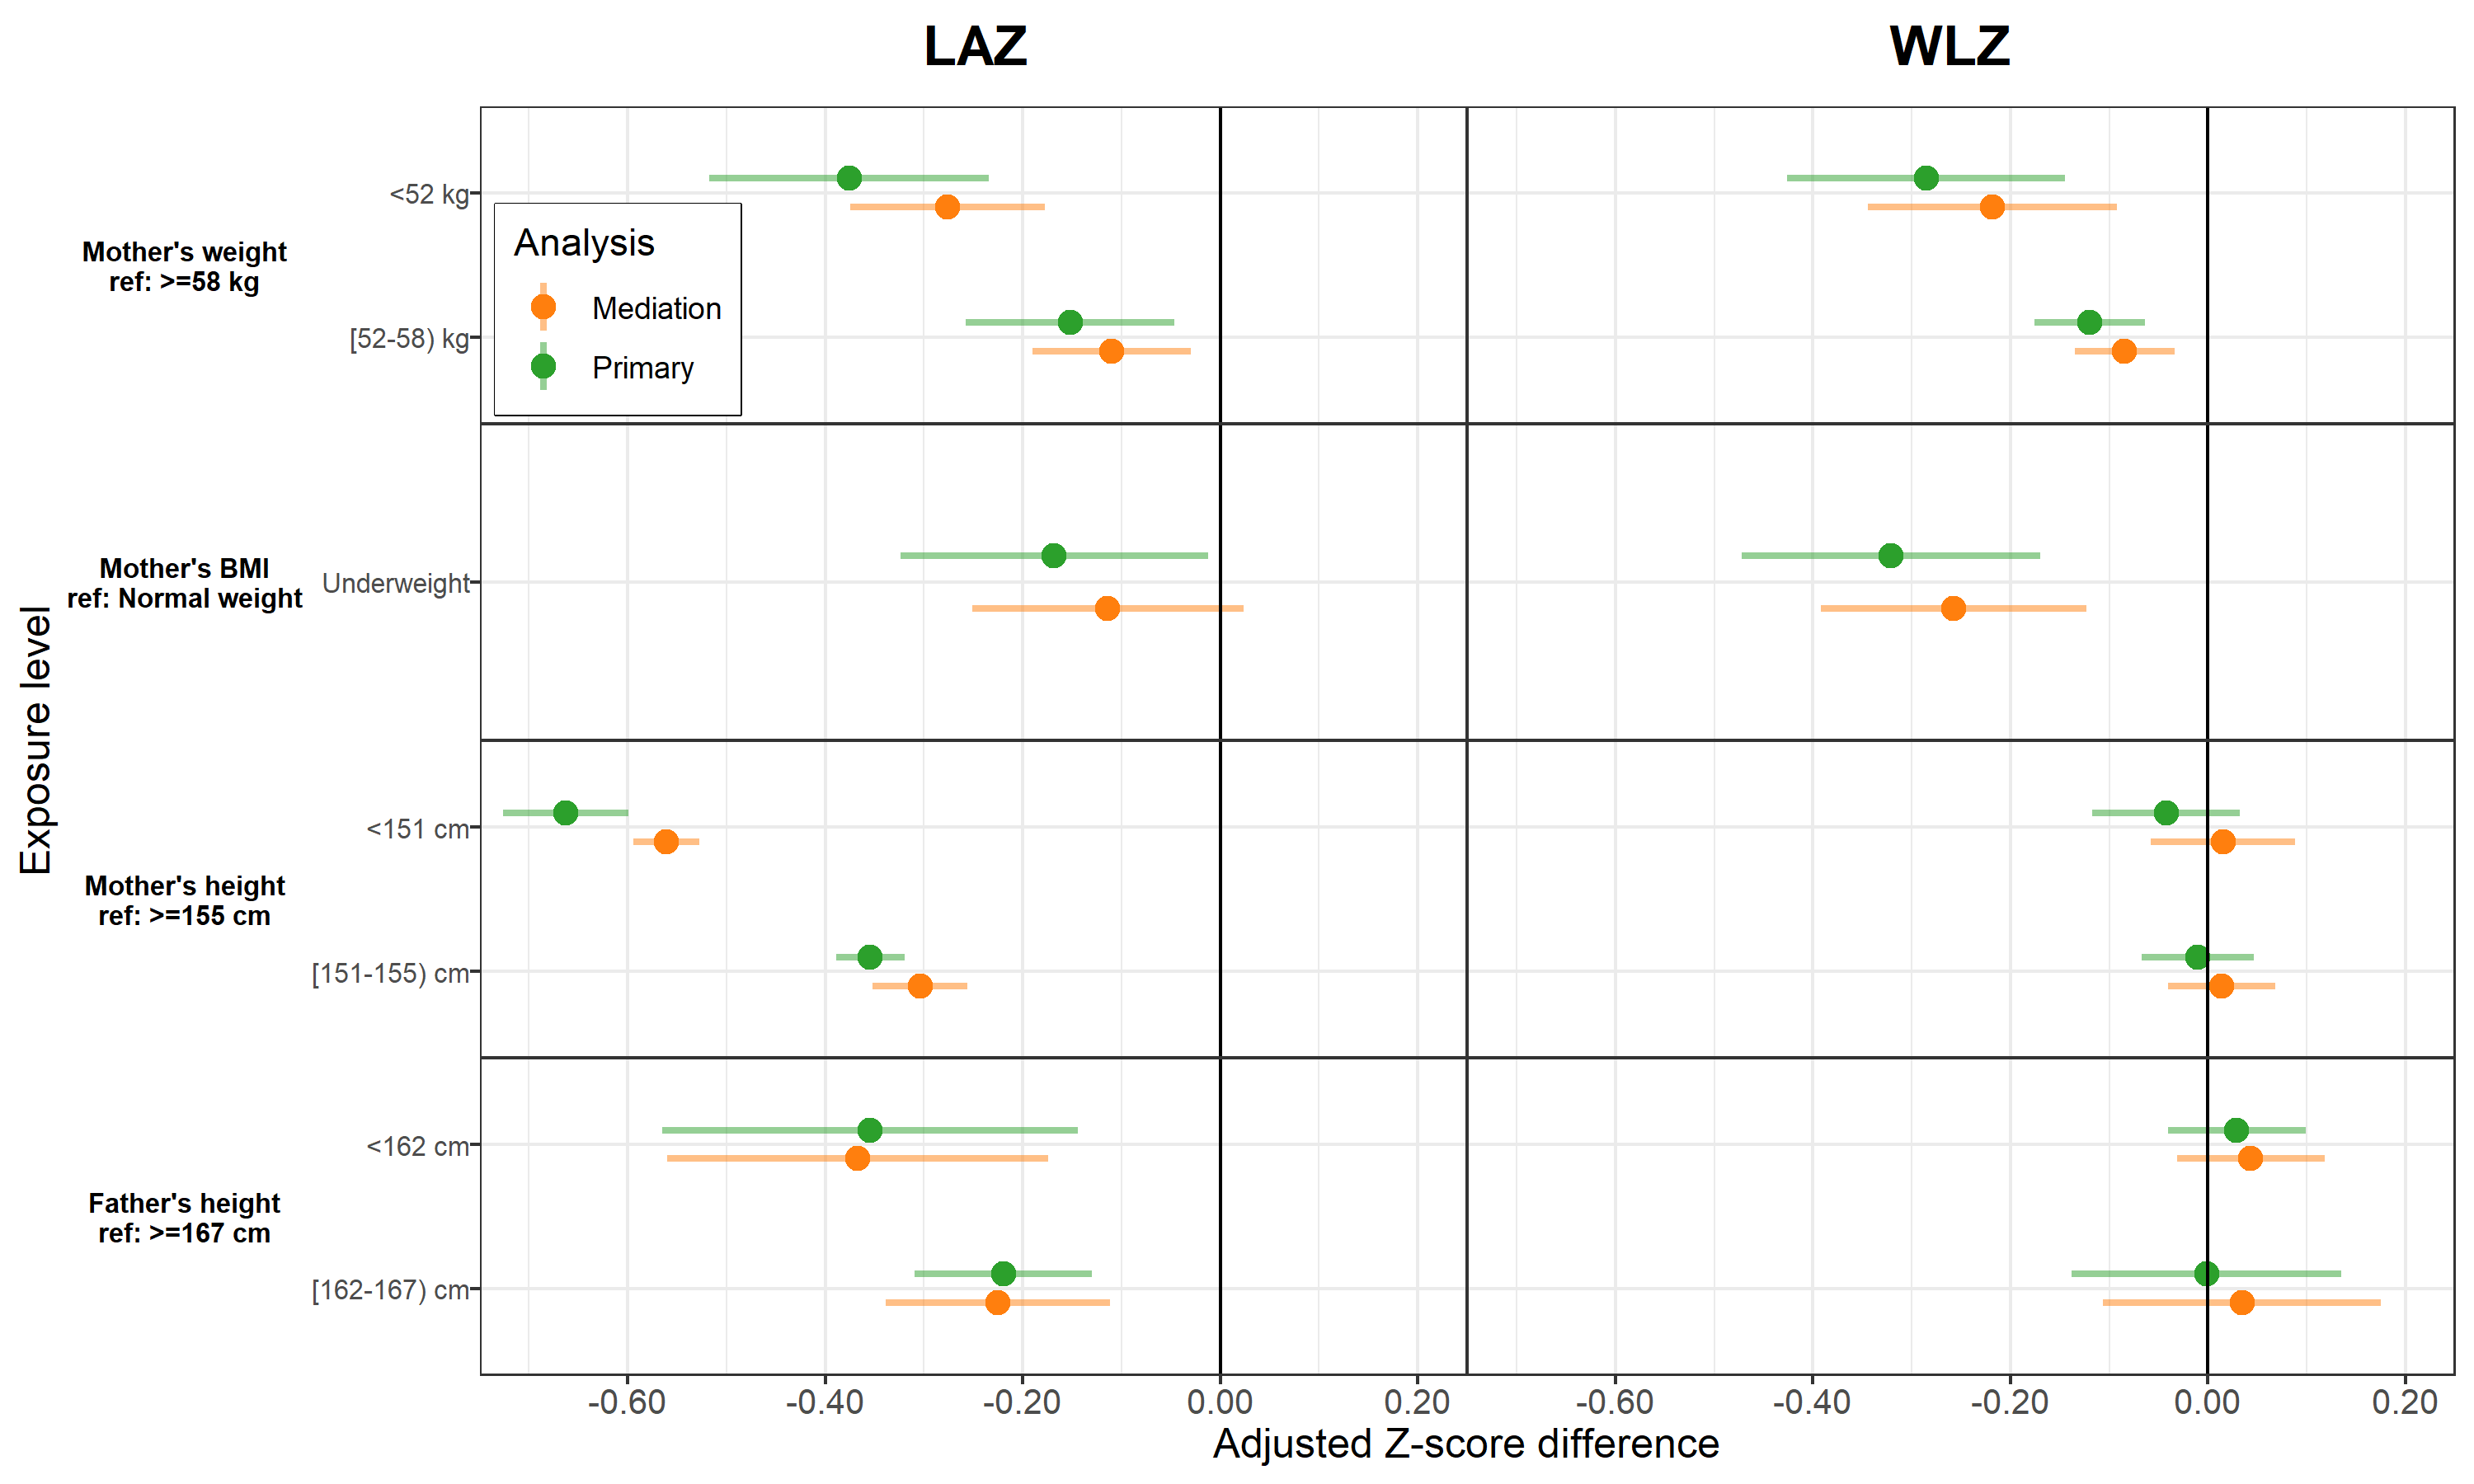 LAZ
WLZ
Exposure level
Mother's weight
ref: >=58 kg
<52 kg
[52-58) kg
Analysis
Mediation
Primary
Mother's BMI
ref: Normal weight
Underweight
Mother's height
ref: >=155 cm
<151 cm
[151-155) cm
Father's height
ref: >=167 cm
<162 cm
[162-167) cm
-0.60 -0.40 -0.20 0.00 0.20 -0.60 -0.40 -0.20 0.00 0.20
Adjusted Z-score difference